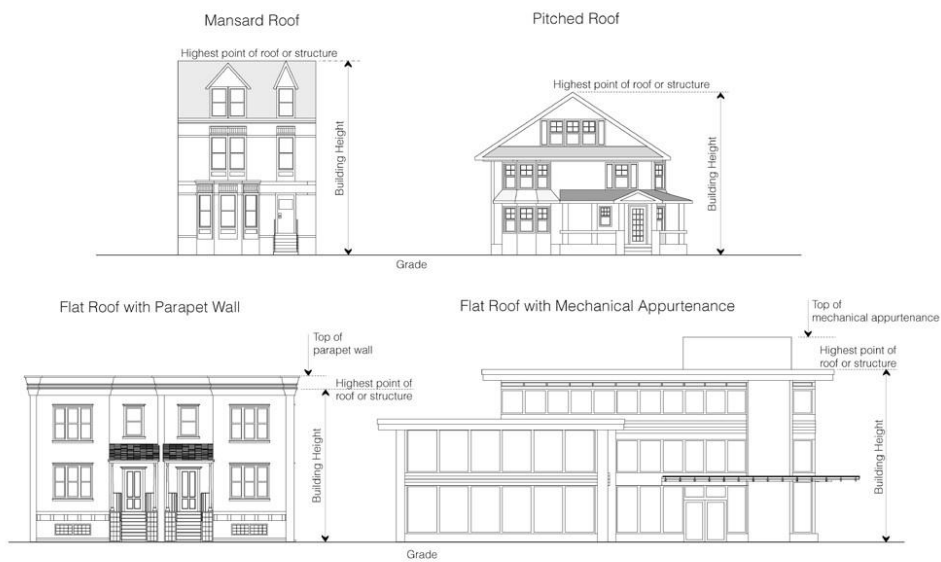 Mansard Roof
Pitched Roof
Highest point of roof or structure
Building Height
Highest point of roof or structure
Building Height
Grade
Flat Roof with Parapet Wall
Flat Roof with Mechanical Appurtenance
Top of
parapet wall
Highest point of
roof or structure
Building Height
Top of
mechanical appurtenance
Highest point of
roof or structure
Building Height
Grade